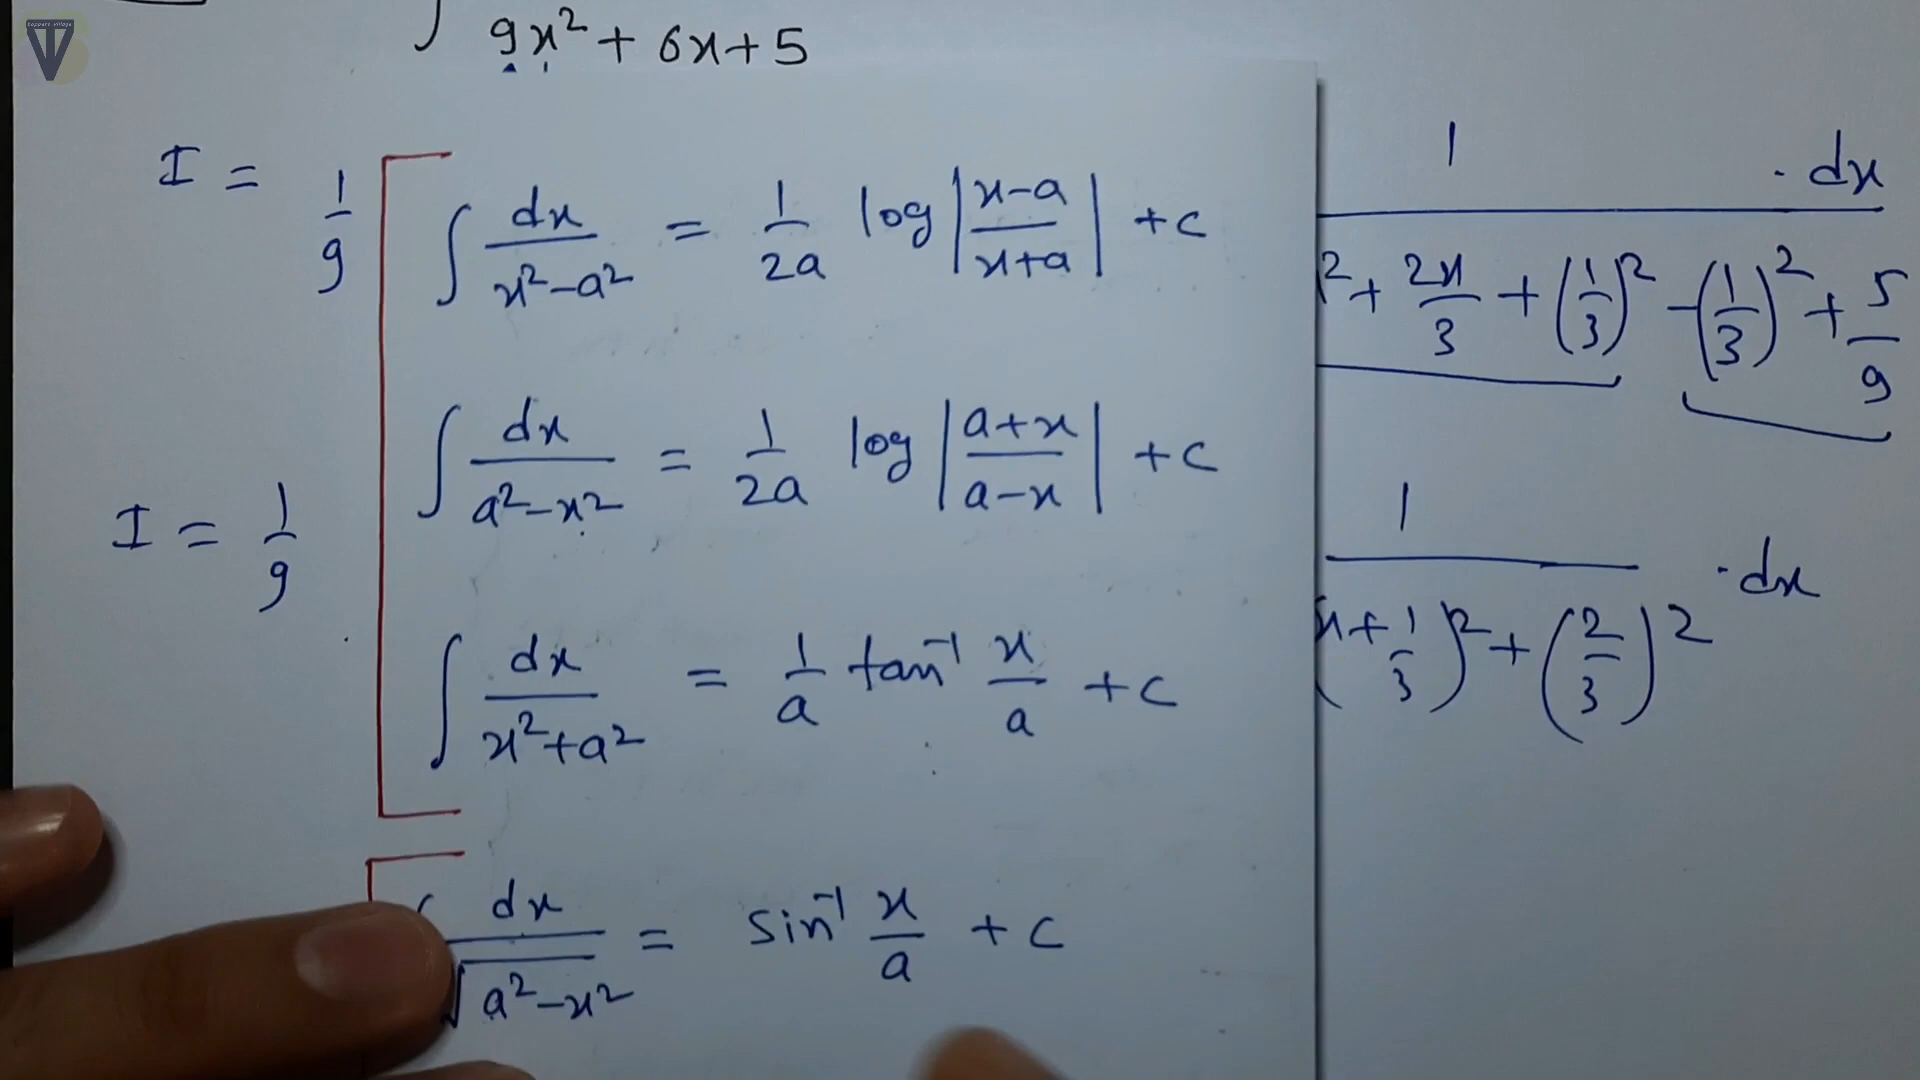 ∫ 9x² + 6x + 5
I = 1/9
1/ x² + 2x/3 + (1/3)² - (1/3)² + 5/9 · dx
I = 1/9
1/ (x + 1/3)² + (2/3)² · dx
∫ dx/(x² - a²) = 1/2a log |(x-a)/(x+a)| + c
∫ dx/(a² - x²) = 1/2a log |(a+x)/(a-x)| + c
∫ dx/(x² + a²) = 1/a tan⁻¹ x/a + c
∫ dx/√(a² - x²) = sin⁻¹ x/a + c